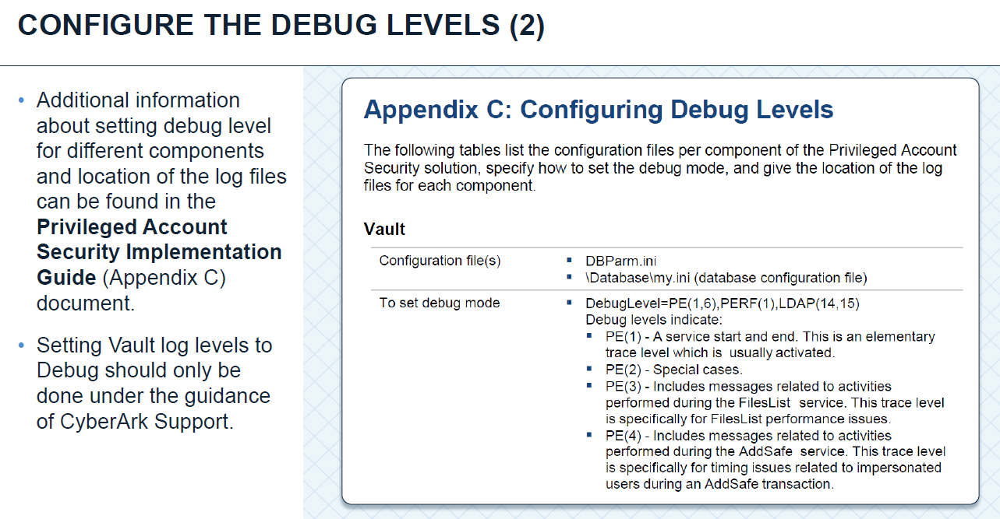 CONFIGURE THE DEBUG LEVELS (2)
• Additional information
about setting debug level
for different components
and location of the log files
can be found in the
Privileged Account
Security Implementation
Guide (Appendix C)
document.
• Setting Vault log levels to
Debug should only be
done under the guidance
of CyberArk Support.
Appendix C: Configuring Debug Levels
The following tables list the configuration files per component of the Privileged Account
Security solution, specify how to set the debug mode, and give the location of the log
files for each component.
Vault
Configuration file(s)
▪ DBParm.ini
▪ \Database\my.ini (database configuration file)
To set debug mode
▪ DebugLevel=PE(1,6),PERF(1),LDAP(14,15)
Debug levels indicate:
▪ PE(1) - A service start and end. This is an elementary
trace level which is usually activated.
▪ PE(2) - Special cases.
▪ PE(3) - Includes messages related to activities
performed during the FilesList service. This trace level
is specifically for FilesList performance issues.
▪ PE(4) - Includes messages related to activities
performed during the AddSafe service. This trace level
is specifically for timing issues related to impersonated
users during an AddSafe transaction.